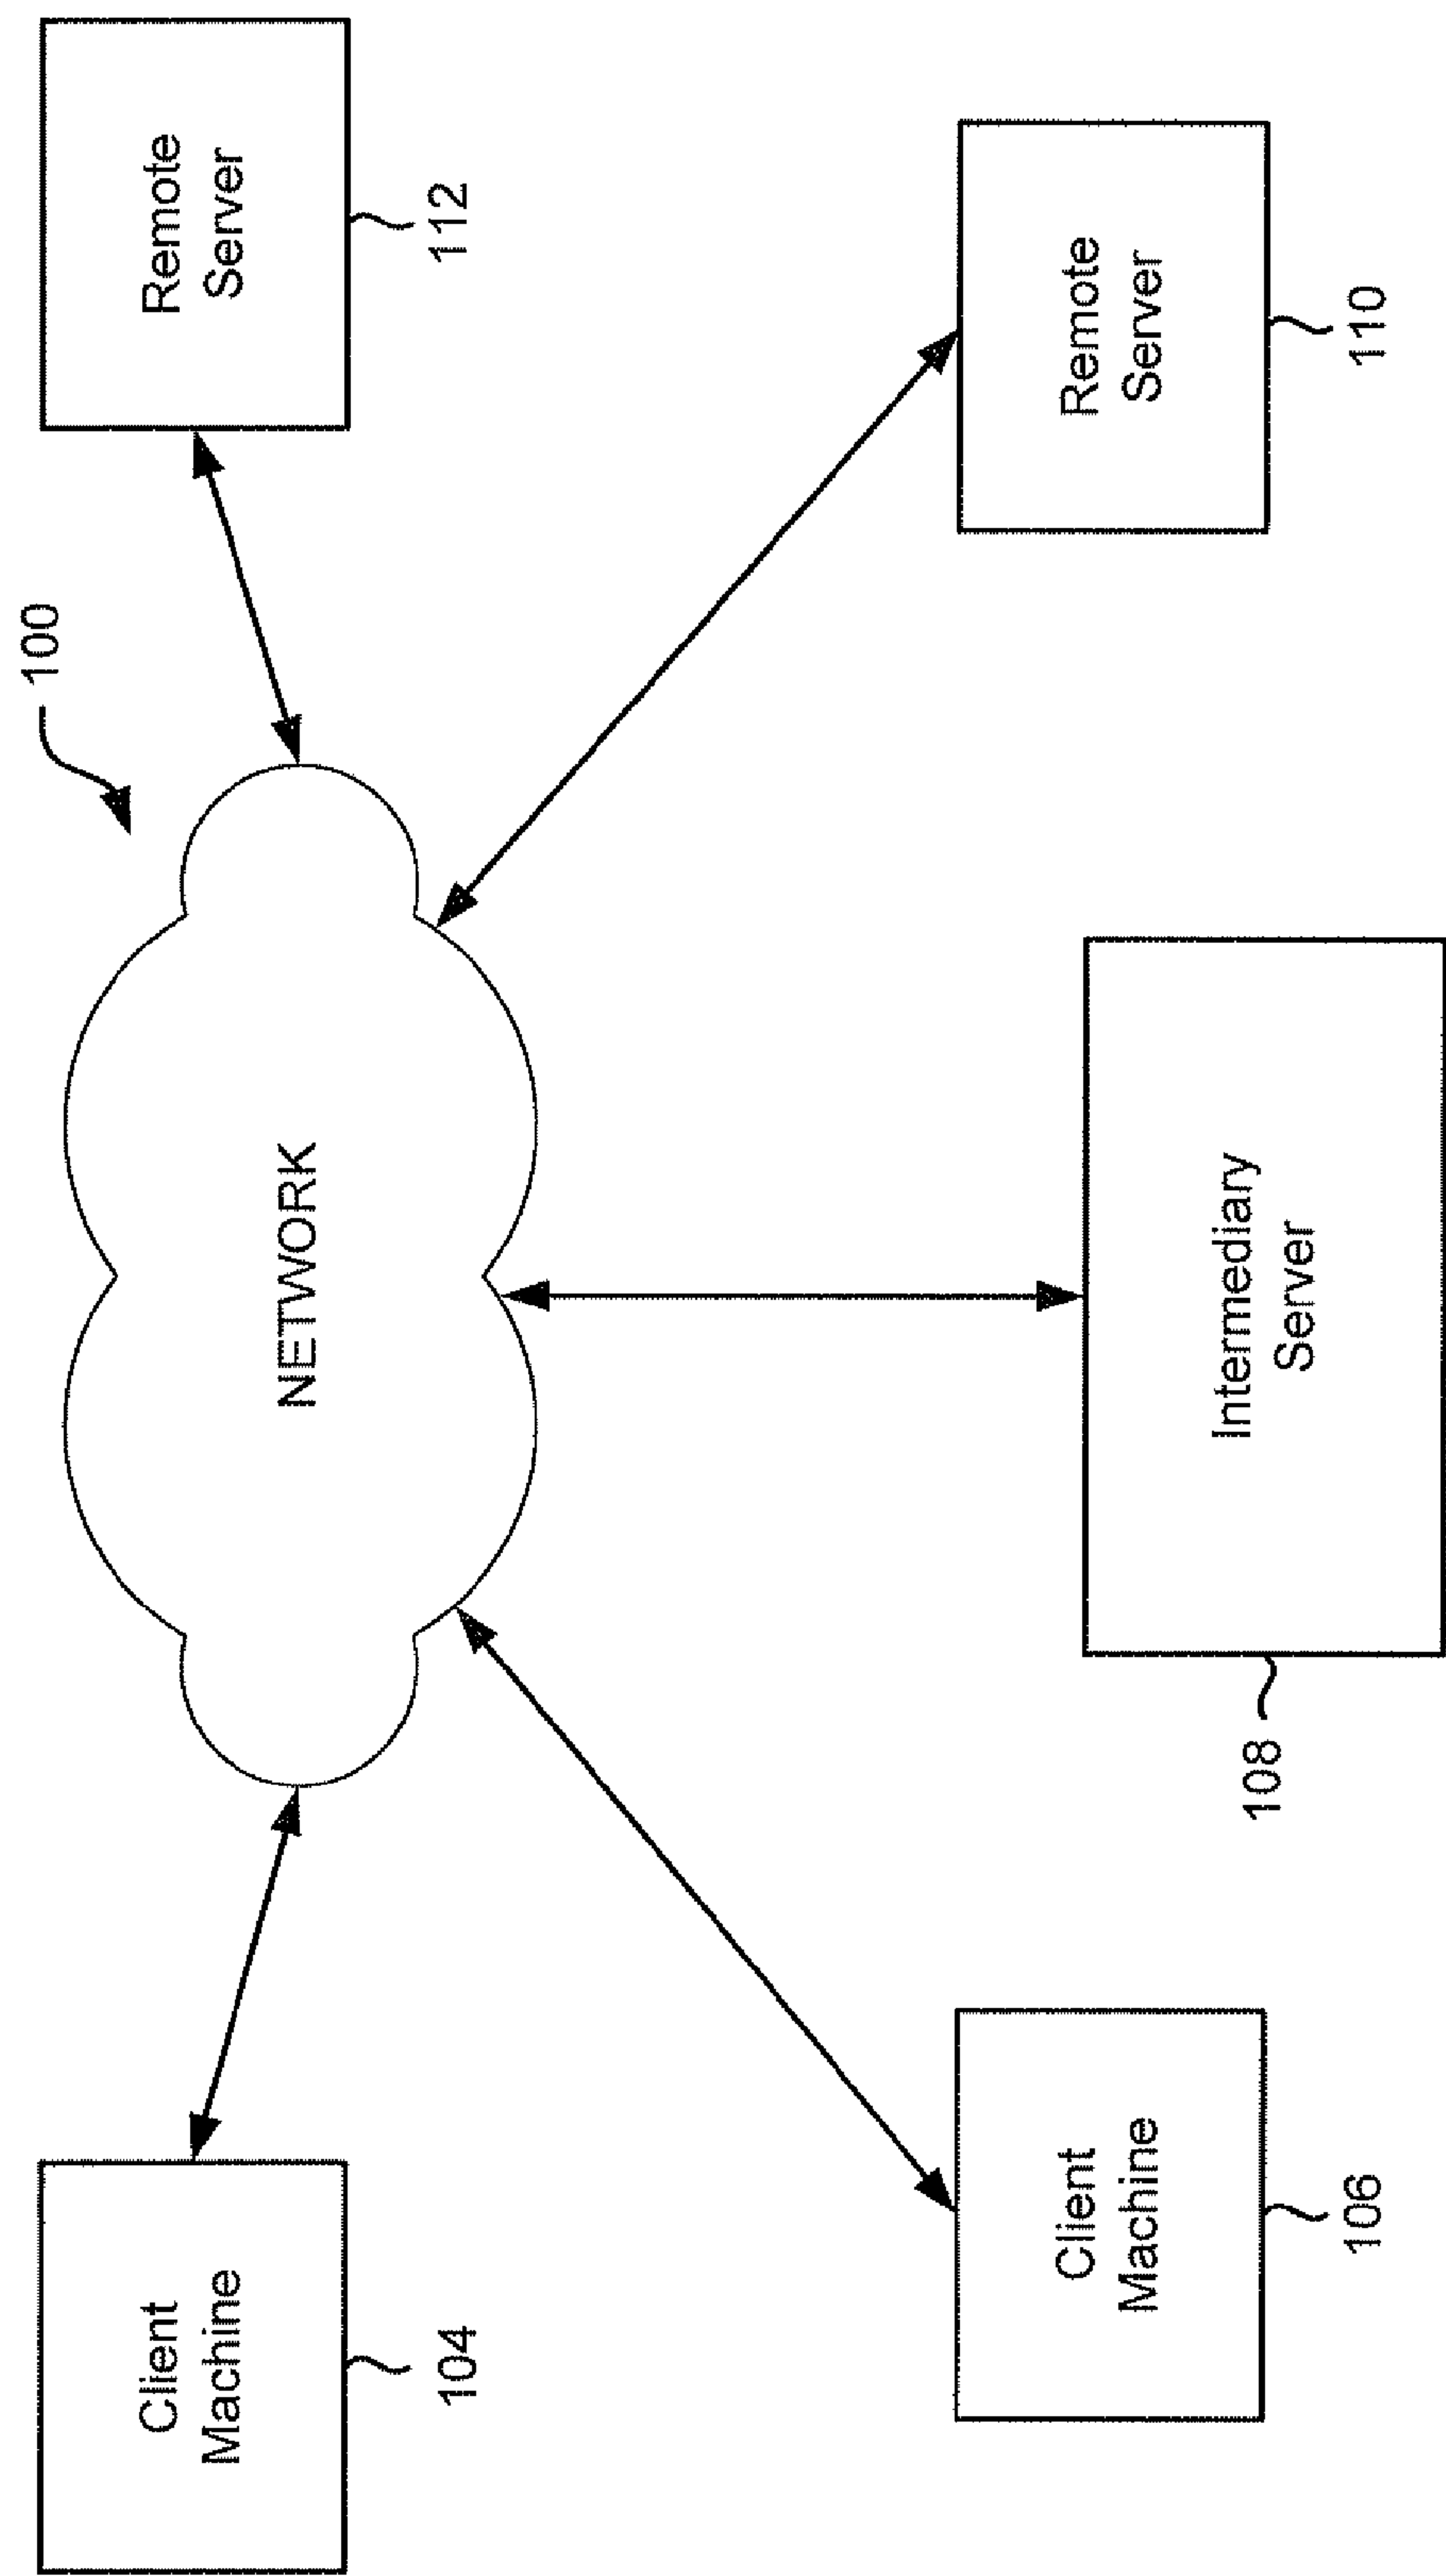 100
NETWORK
Client
Machine
104
Remote
Server
112
Client
Machine
106
108
Intermediary
Server
Remote
Server
110